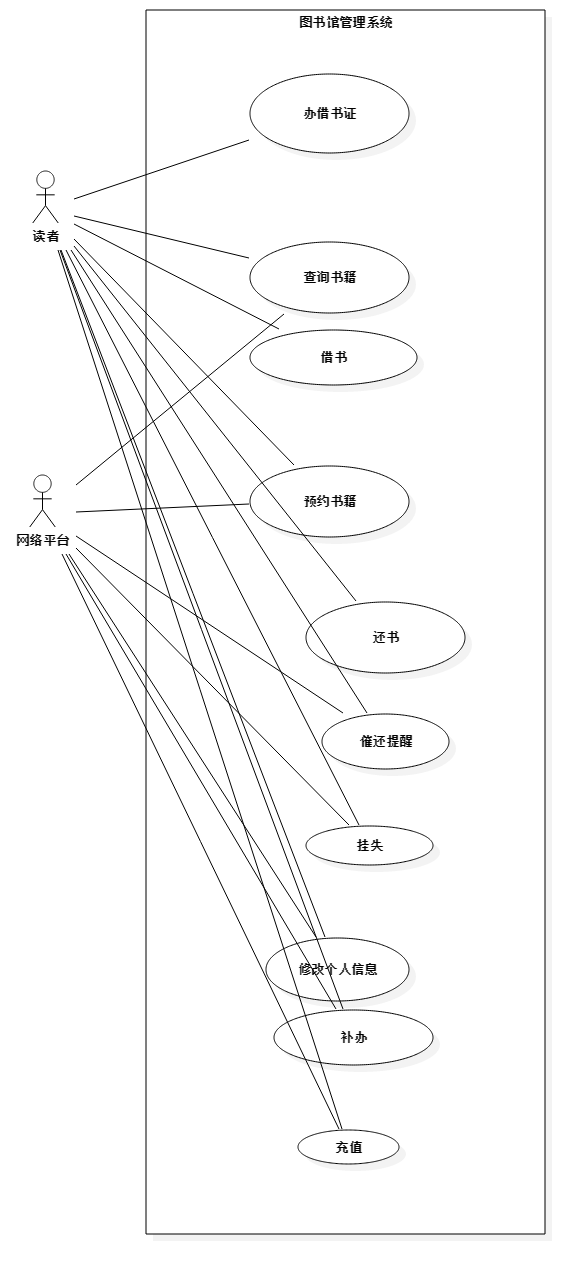 图书馆管理系统
办借书证
读者
查询书籍
借书
预约书籍
网络平台
还书
催还提醒
挂失
修改个人信息
补办
充值